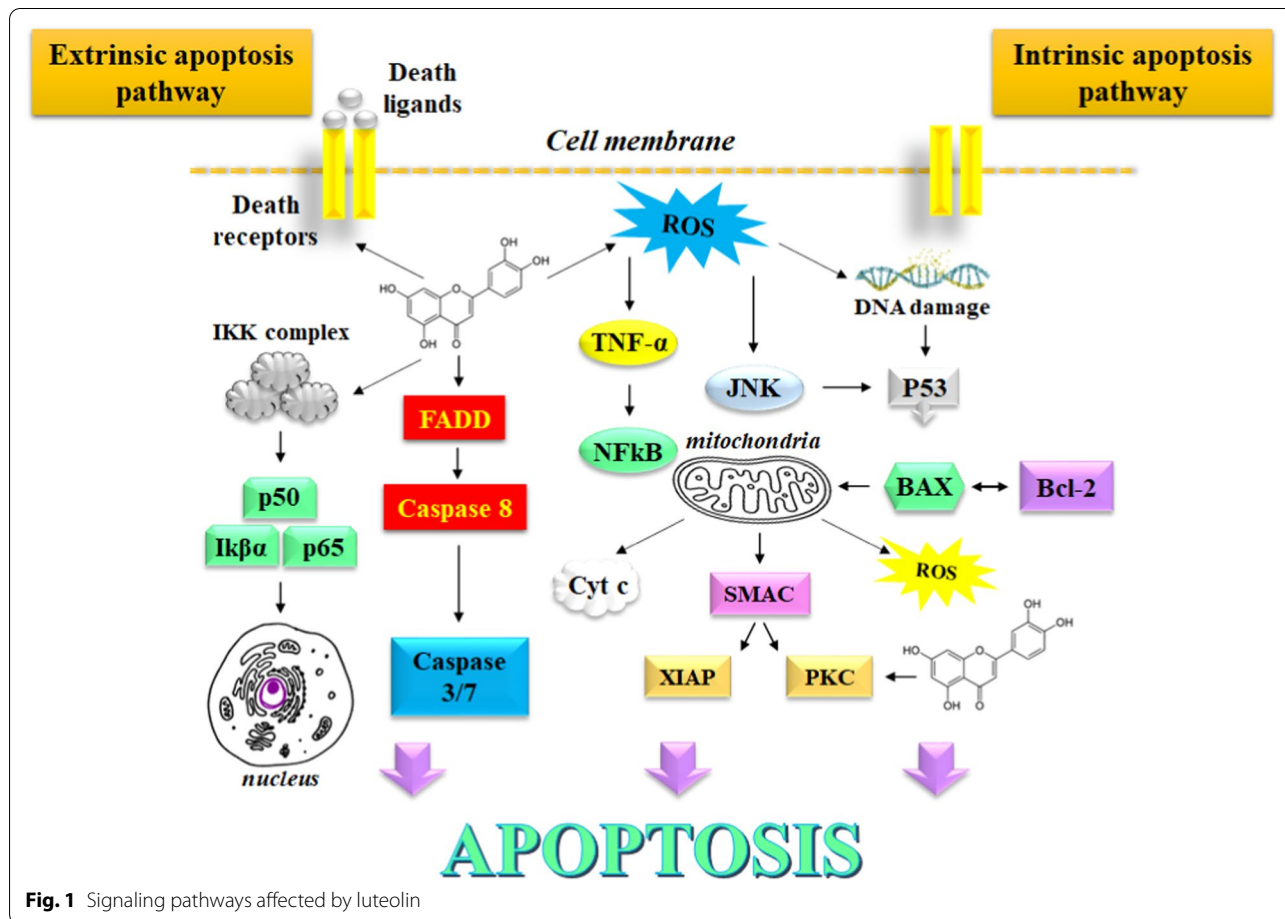 Extrinsic apoptosis
pathway
Death
ligands
Intrinsic apoptosis
pathway
Cell membrane
Death
receptors
ROS
OH
OH
HO
O
OH
O
DNA damage
IKK complex
TNF-α
JNK
P53
FADD
NFkB
mitochondria
p50
Caspase 8
BAX
Bcl-2
Ikβα
p65
Cyt c
SMAC
ROS
OH
OH
HO
O
OH
O
Caspase
3/7
XIAP
PKC
nucleus
APOPTOSIS
Fig. 1 Signaling pathways affected by luteolin